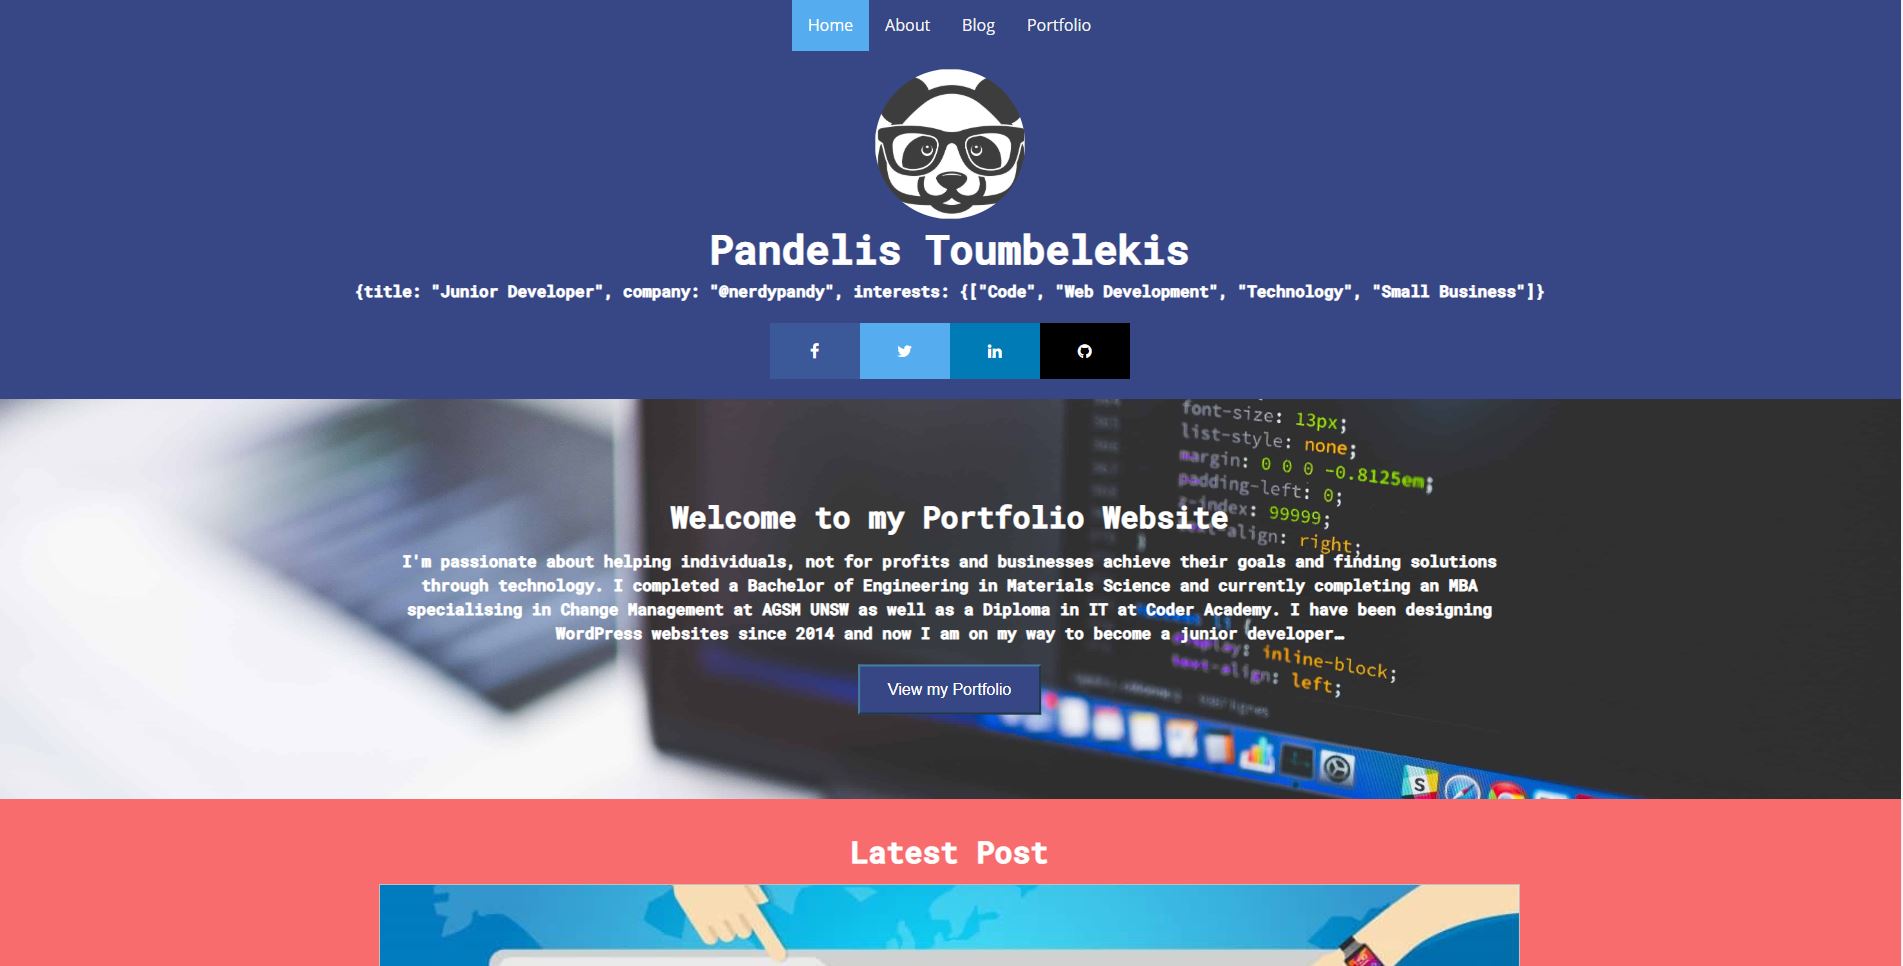 Home About Blog Portfolio
Pandelis Toumbelekis
{title: "Junior Developer", company: "@nerdypandy", interests: {["Code", "Web Development", "Technology", "Small Business"]}
font-size: 13px;
list-style: none;
margin: 0 0 0 -0.8125em;
padding-left: 0;
z-index: 99999;
text-align: right;
}
Welcome to my Portfolio Website
I'm passionate about helping individuals, not for profits and businesses achieve their goals and finding solutions
through technology. I completed a Bachelor of Engineering in Materials Science and currently completing an MBA
specialising in Change Management at AGSM UNSW as well as a Diploma in IT at Coder Academy. I have been designing
WordPress websites since 2014 and now I am on my way to become a junior developer…
display: inline-block;
text-align: left;
View my Portfolio
Latest Post